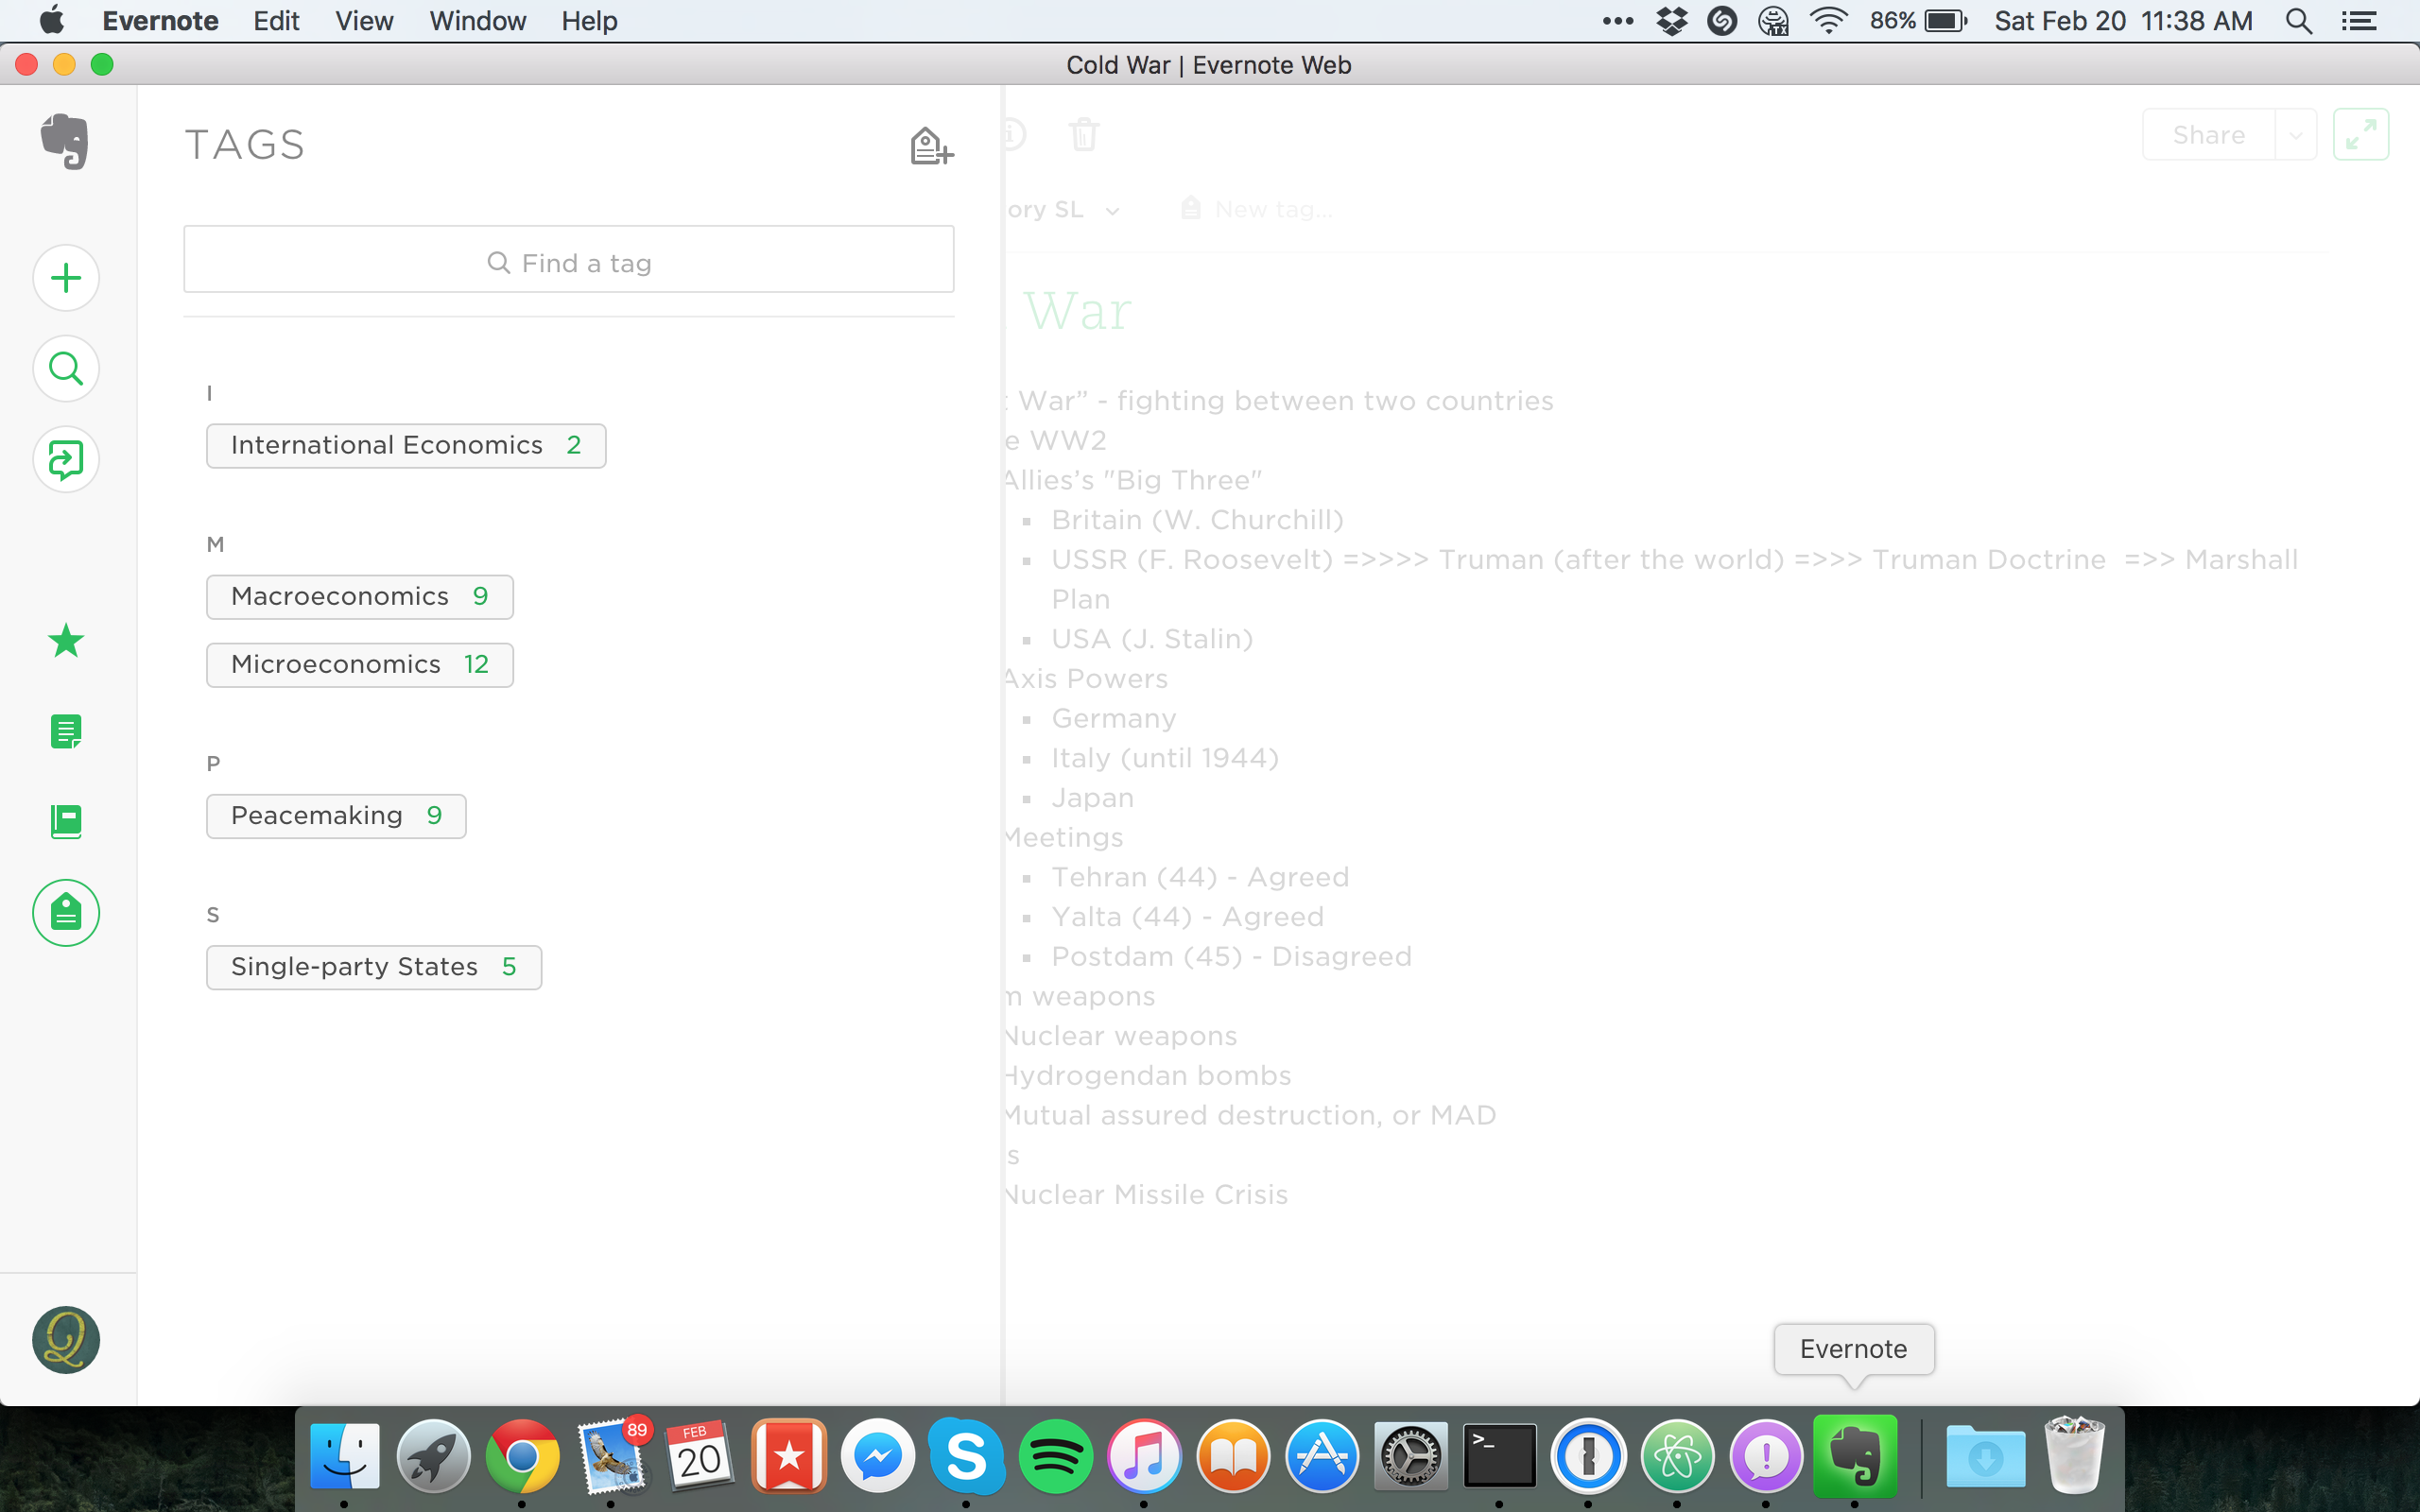 Evernote Edit View Window Help
TX 86% Sat Feb 20 11:38 AM
Cold War | Evernote Web
TAGS
Find a tag
I
International Economics 2
M
Macroeconomics 9
Microeconomics 12
P
Peacemaking 9
S
Single-party States 5
Share
ory SL New tag...
War
War” - fighting between two countries
e WW2
Allies’s "Big Three"
Britain (W. Churchill)
USSR (F. Roosevelt) =>>>> Truman (after the world) =>>> Truman Doctrine =>> Marshall
Plan
USA (J. Stalin)
Axis Powers
Germany
Italy (until 1944)
Japan
Meetings
Tehran (44) - Agreed
Yalta (44) - Agreed
Postdam (45) - Disagreed
n weapons
Nuclear weapons
Hydrogendan bombs
Mutual assured destruction, or MAD
s
Nuclear Missile Crisis
Q
Evernote
89
FEB
20
S
>_